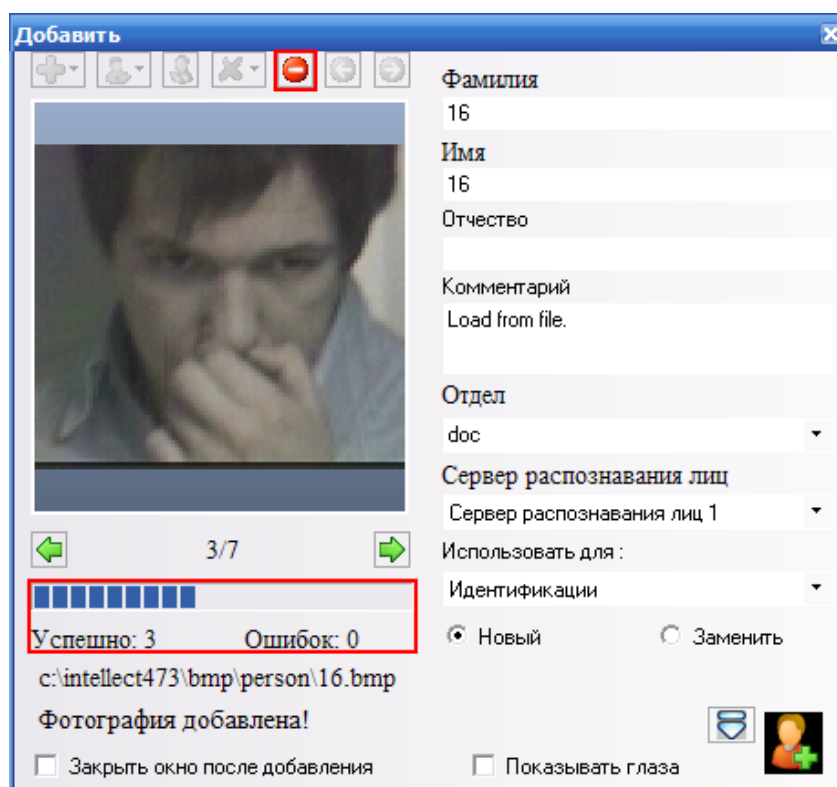 Добавить
Фамилия
16
Имя
16
Отчество
Комментарий
Load from file.
Отдел
doc
Сервер распознавания лиц
Сервер распознавания лиц 1
3/7
Использовать для :
Идентификации
Успешно: 3 Ошибок: 0
Новый Заменить
c:\intellect473\bmp\person\16.bmp
Фотография добавлена!
Закрыть окно после добавления Показывать глаза